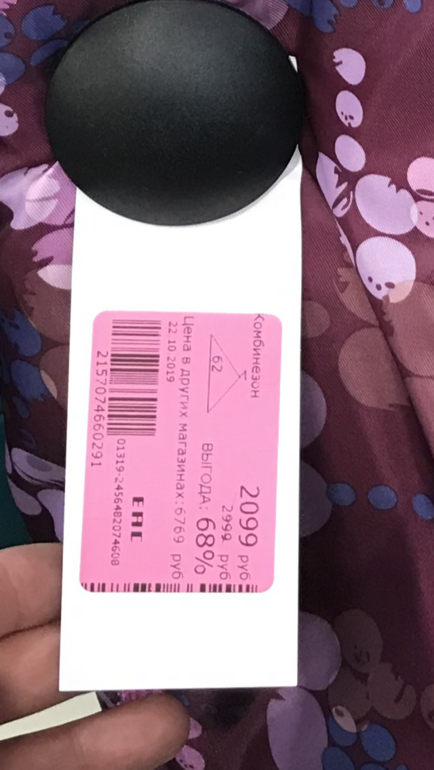 Комбинезон
62
2099 руб
2999 руб
ВЫГОДА: 68%
Цена в других магазинах: 6769 руб
22.10.2019
EAC
01319-2456482074608
2157074660291